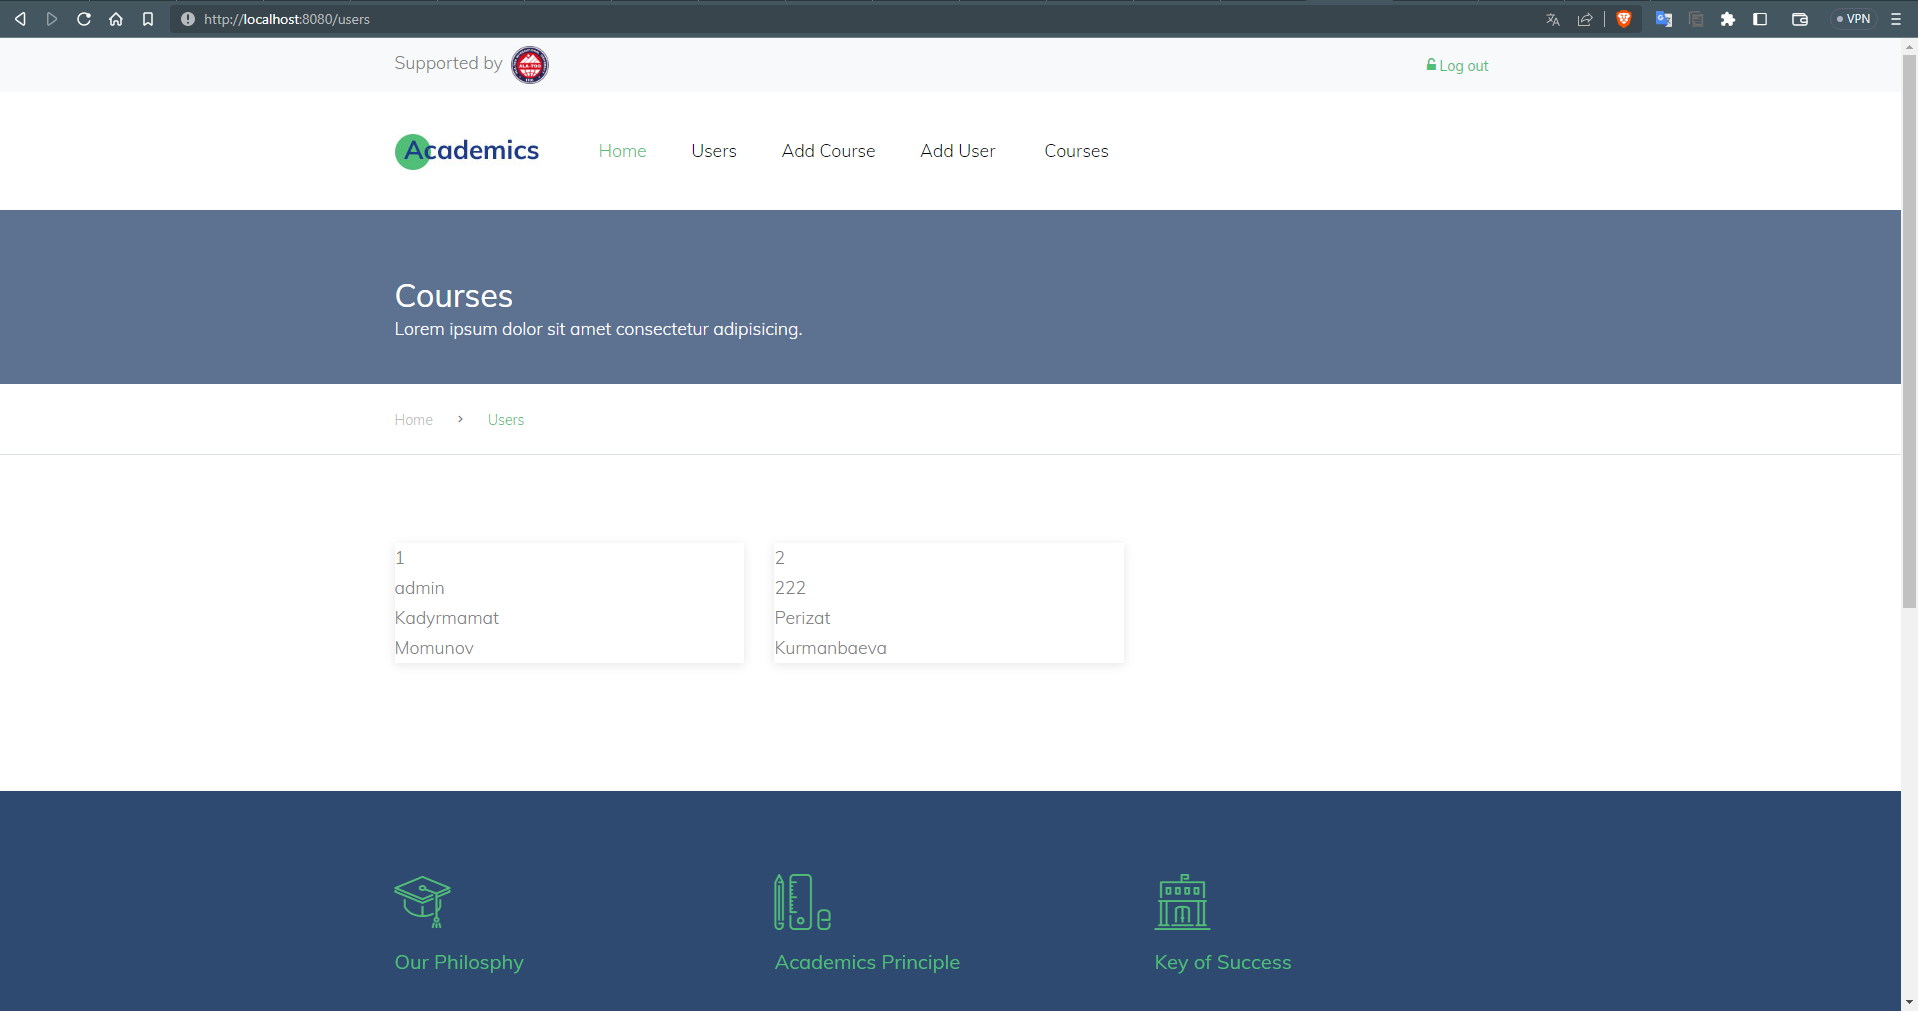 http://localhost:8080/users
VPN
Supported by
ALA-TOO
Log out
Academics
Home
Users
Add Course
Add User
Courses
Courses
Lorem ipsum dolor sit amet consectetur adipisicing.
Home
Users
1
admin
Kadyrmamat
Momunov
2
222
Perizat
Kurmanbaeva
Our Philosphy
Academics Principle
Key of Success